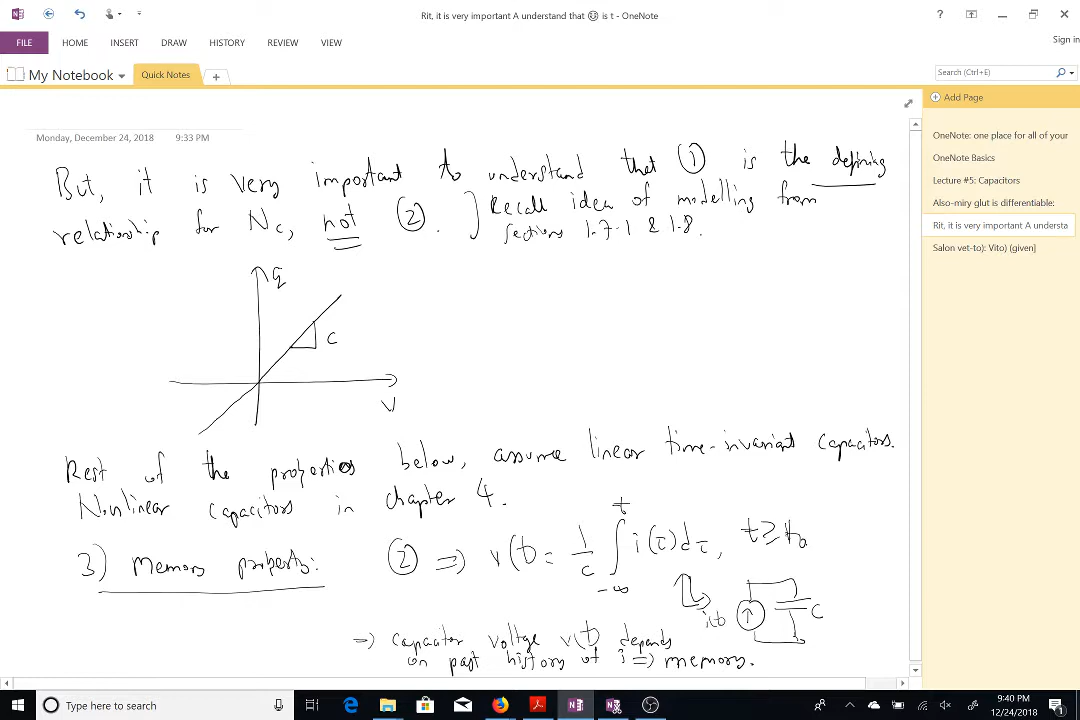 Rit, it is very important A understand that 😊 is t - OneNote
?
FILE
HOME
INSERT
DRAW
HISTORY
REVIEW
VIEW
Sign in
My Notebook
Quick Notes
Search (Ctrl+E)
Add Page
OneNote: one place for all of your
OneNote Basics
Lecture #5: Capacitors
Also-miry glut is differentiable:
Rit, it is very important A understa
Salon vet-to): Vito) (given]
Monday, December 24, 2018 9:33 PM
But, it is very important to understand that ① is the defining
relationship for Nc, not ②. ] Recall idea of modelling from
sections 1.7.1 & 1.8.
q
c
v
Rest of the properties below, assume linear time-invariant capacitors.
Nonlinear capacitors in chapter 4.
3) Memory property: ② ⇒ v(t) = 1/c ∫_{-∞}^{t} i(τ)dτ, t ≥ t₀
i(t) C
⇒ capacitor voltage v(t) depends
on past history of i ⇒ memory.
Type here to search
9:40 PM
12/24/2018